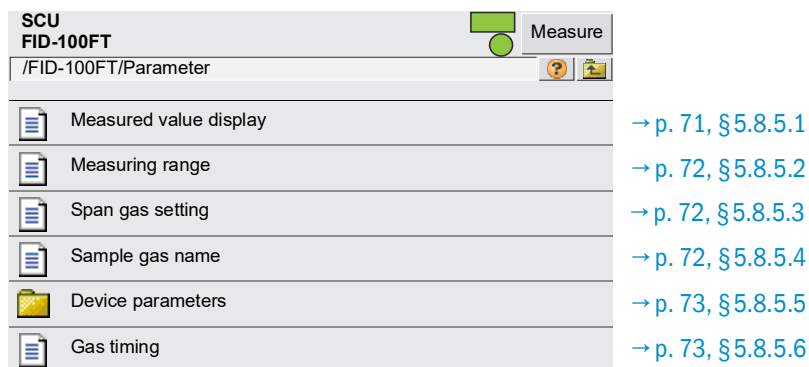 SCU
FID-100FT
Measure
/FID-100FT/Parameter
?
Measured value display → p. 71, § 5.8.5.1
Measuring range → p. 72, § 5.8.5.2
Span gas setting → p. 72, § 5.8.5.3
Sample gas name → p. 72, § 5.8.5.4
Device parameters → p. 73, § 5.8.5.5
Gas timing → p. 73, § 5.8.5.6